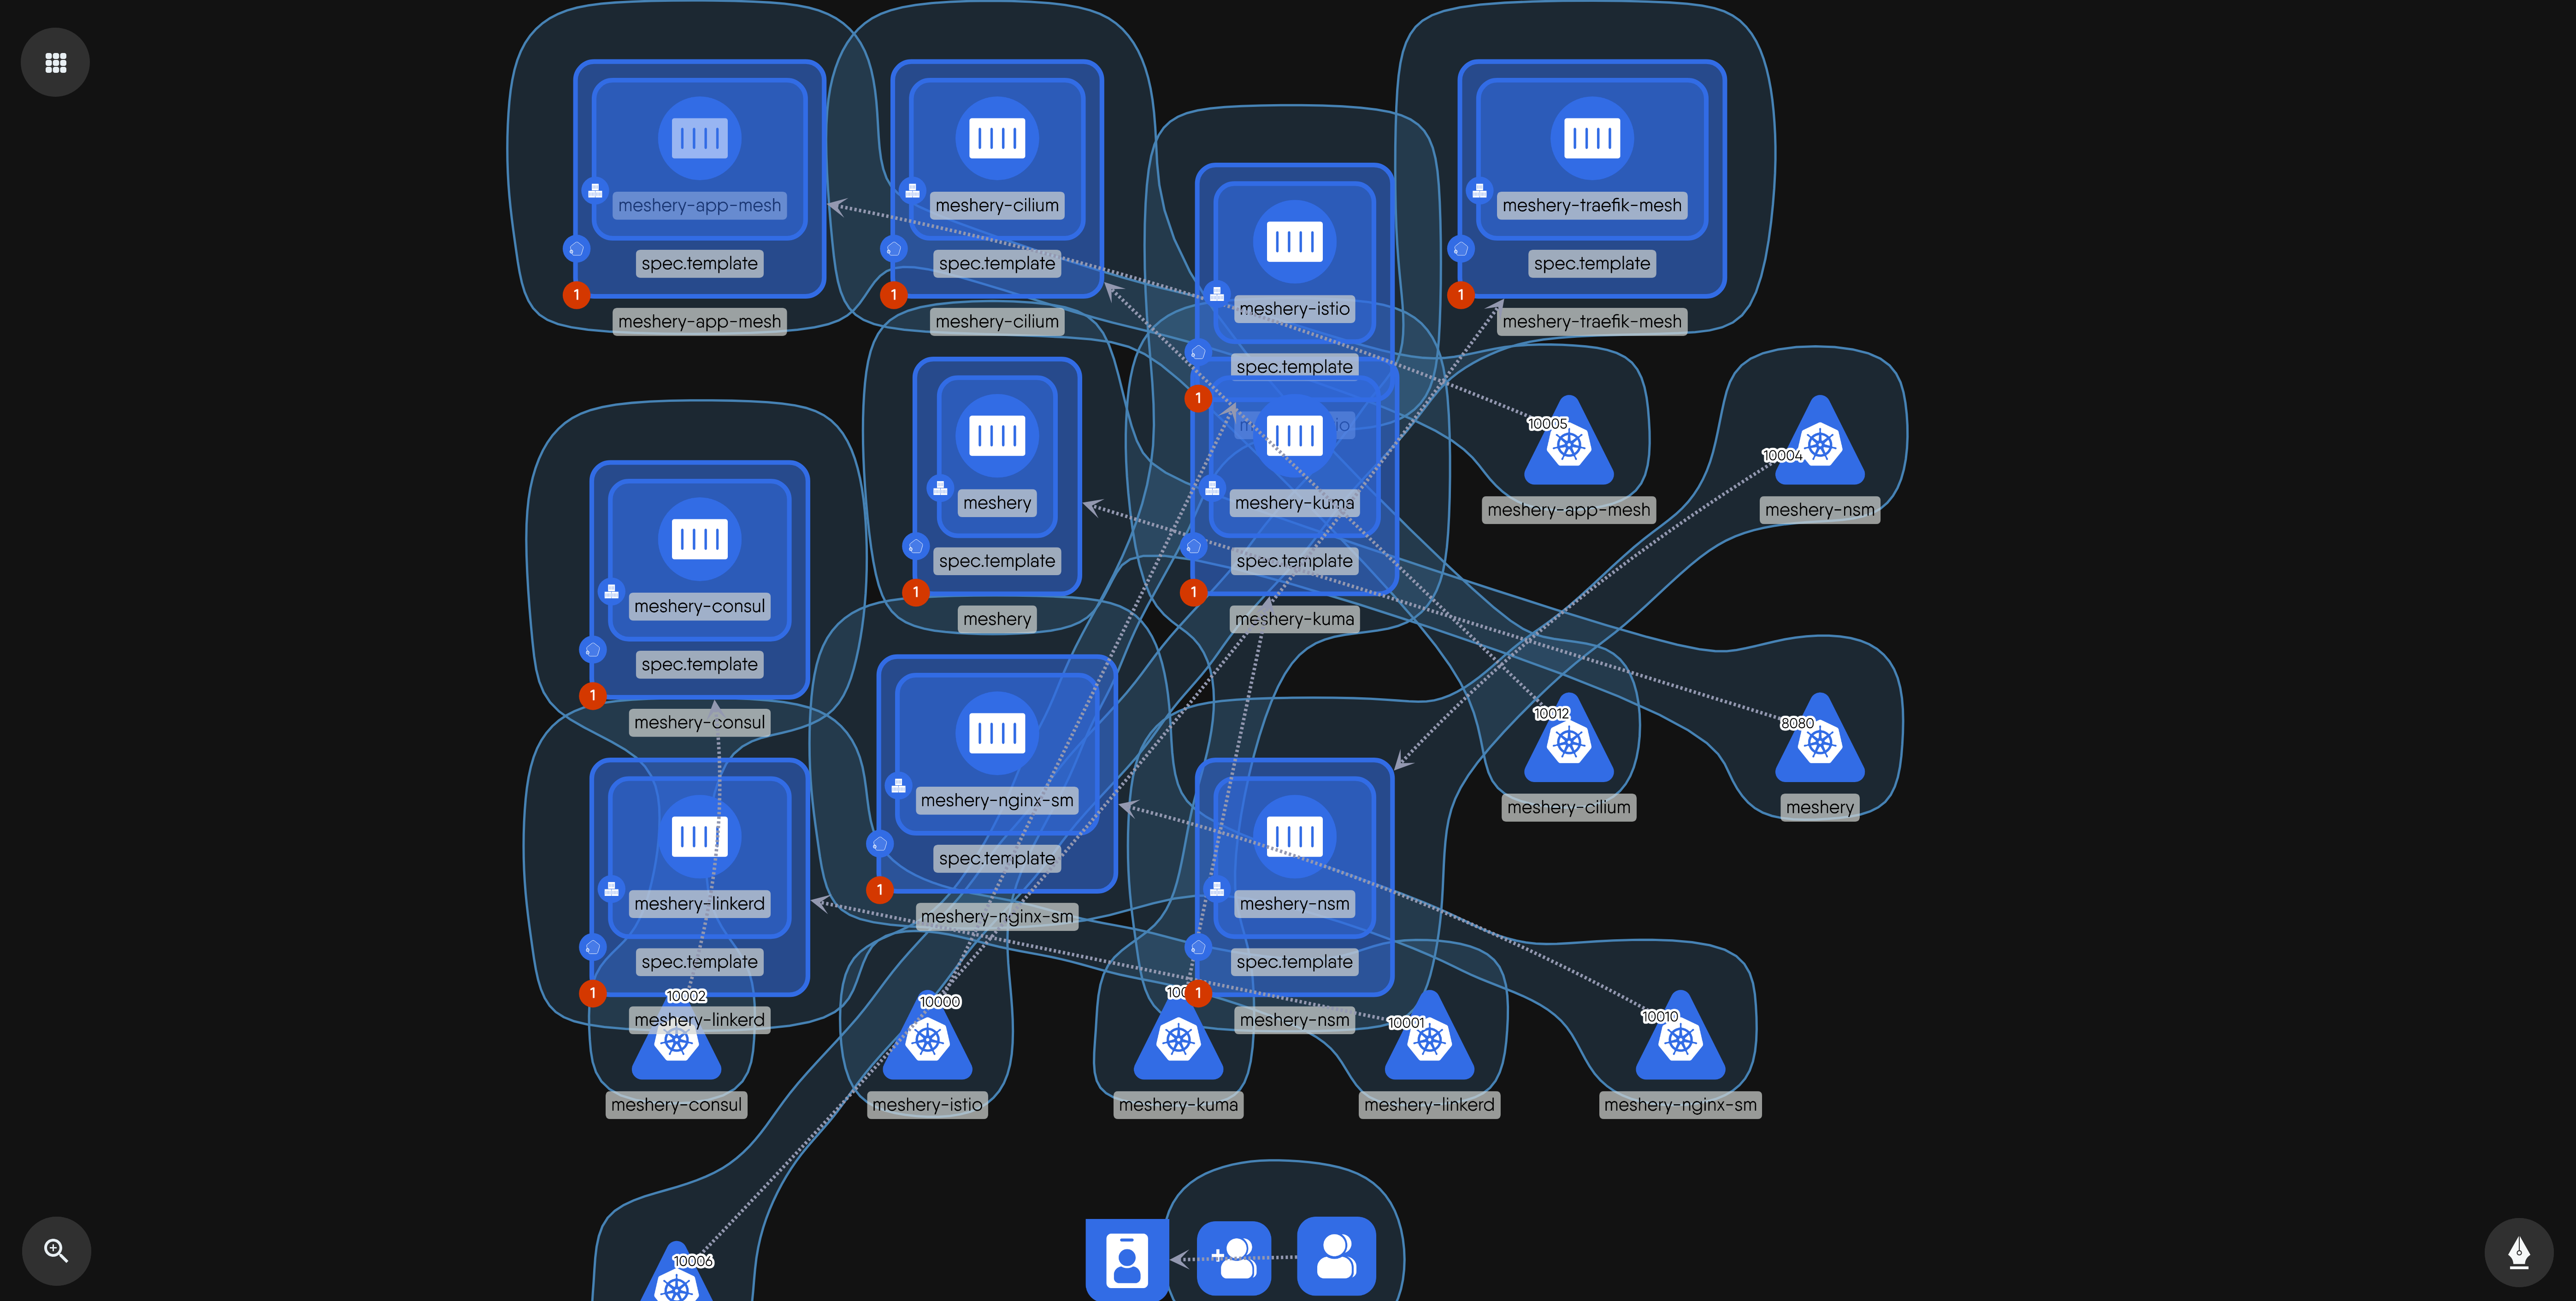 meshery-app-mesh
spec.template
1
meshery-app-mesh
meshery-cilium
spec.template
1
meshery-cilium
meshery-istio
spec.template
1
meshery-traefik-mesh
spec.template
1
meshery-traefik-mesh
meshery
spec.template
1
meshery
meshery-kuma
spec.template
1
meshery-kuma
10005
meshery-app-mesh
10004
meshery-nsm
meshery-consul
spec.template
1
meshery-consul
meshery-nginx-sm
spec.template
1
meshery-nginx-sm
10012
meshery-cilium
8080
meshery
meshery-linkerd
spec.template
1
meshery-linkerd
meshery-nsm
spec.template
1
meshery-nsm
10002
meshery-consul
10000
meshery-istio
meshery-kuma
10001
meshery-linkerd
10010
meshery-nginx-sm
10006